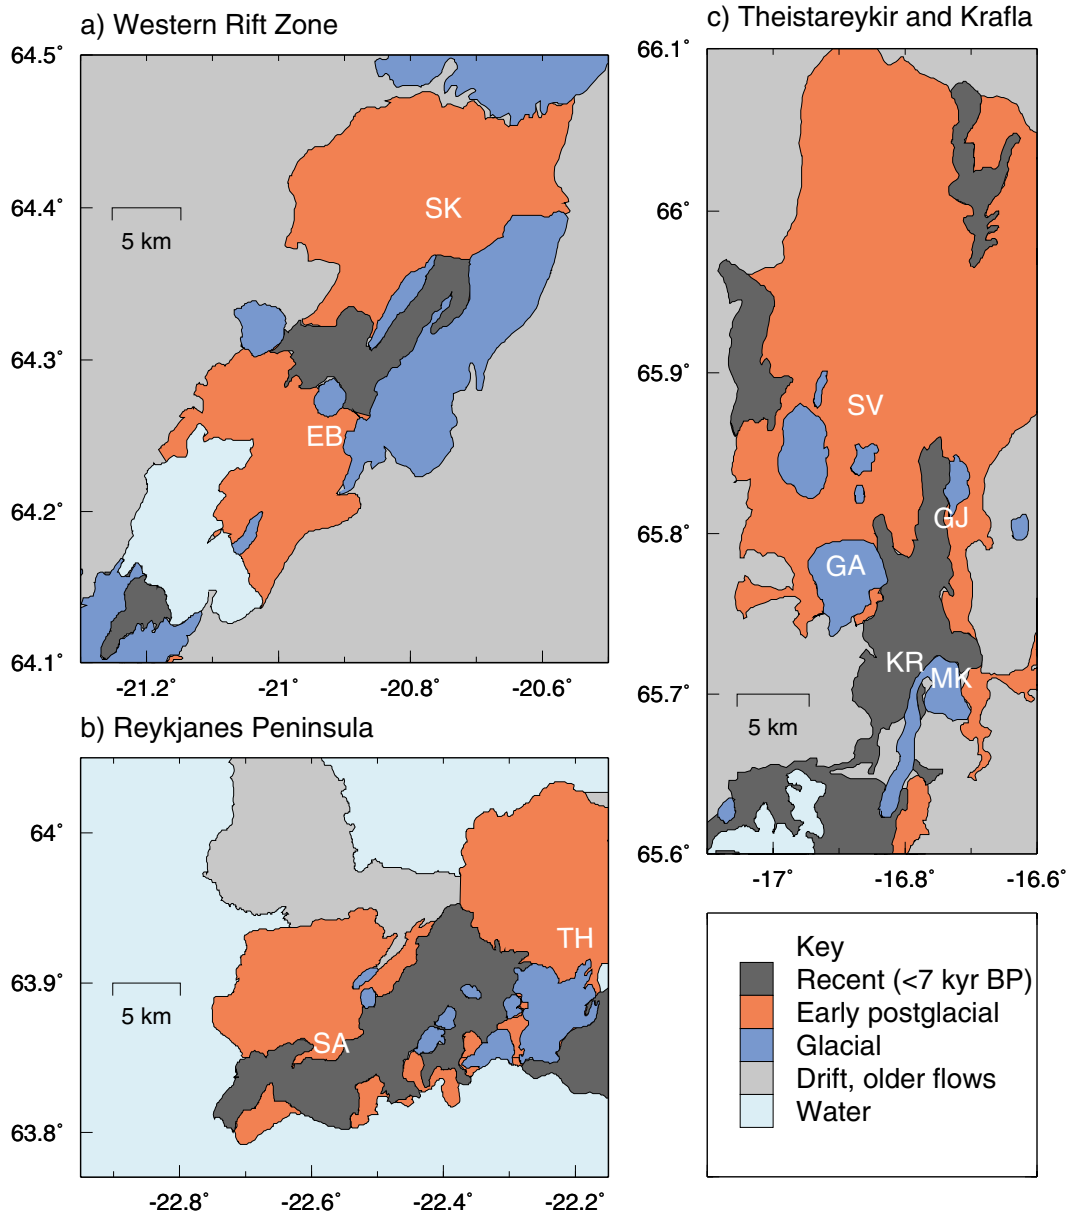 a) Western Rift Zone
64.5˚
64.4˚
64.3˚
64.2˚
64.1˚
SK
5 km
EB
-21.2˚
-21˚
-20.8˚
-20.6˚
b) Reykjanes Peninsula
64˚
63.9˚
63.8˚
TH
5 km
SA
-22.8˚
-22.6˚
-22.4˚
-22.2˚
c) Theistareykir and Krafla
66.1˚
66˚
65.9˚
65.8˚
65.7˚
65.6˚
SV
GJ
GA
KR
MK
5 km
-17˚
-16.8˚
-16.6˚
Key
Recent (<7 kyr BP)
Early postglacial
Glacial
Drift, older flows
Water